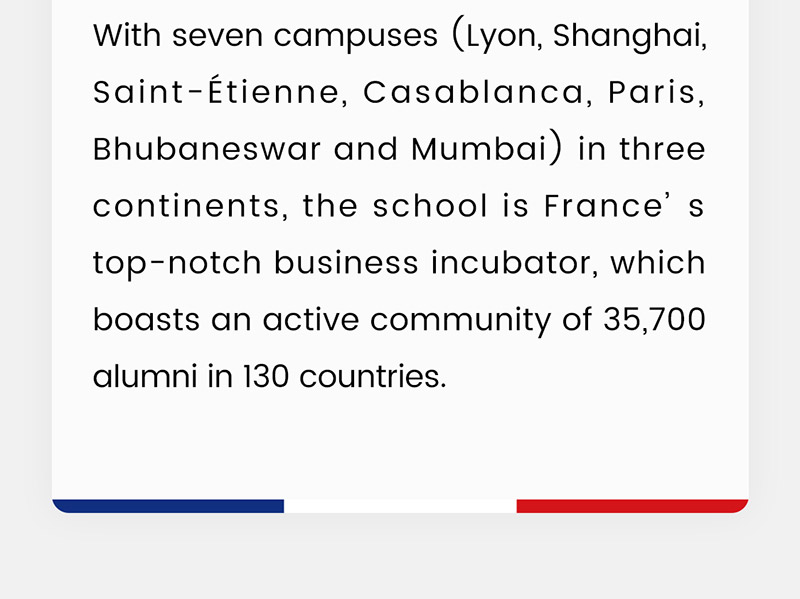 With seven campuses (Lyon, Shanghai,
Saint-Étienne, Casablanca, Paris,
Bhubaneswar and Mumbai) in three
continents, the school is France’ s
top-notch business incubator, which
boasts an active community of 35,700
alumni in 130 countries.